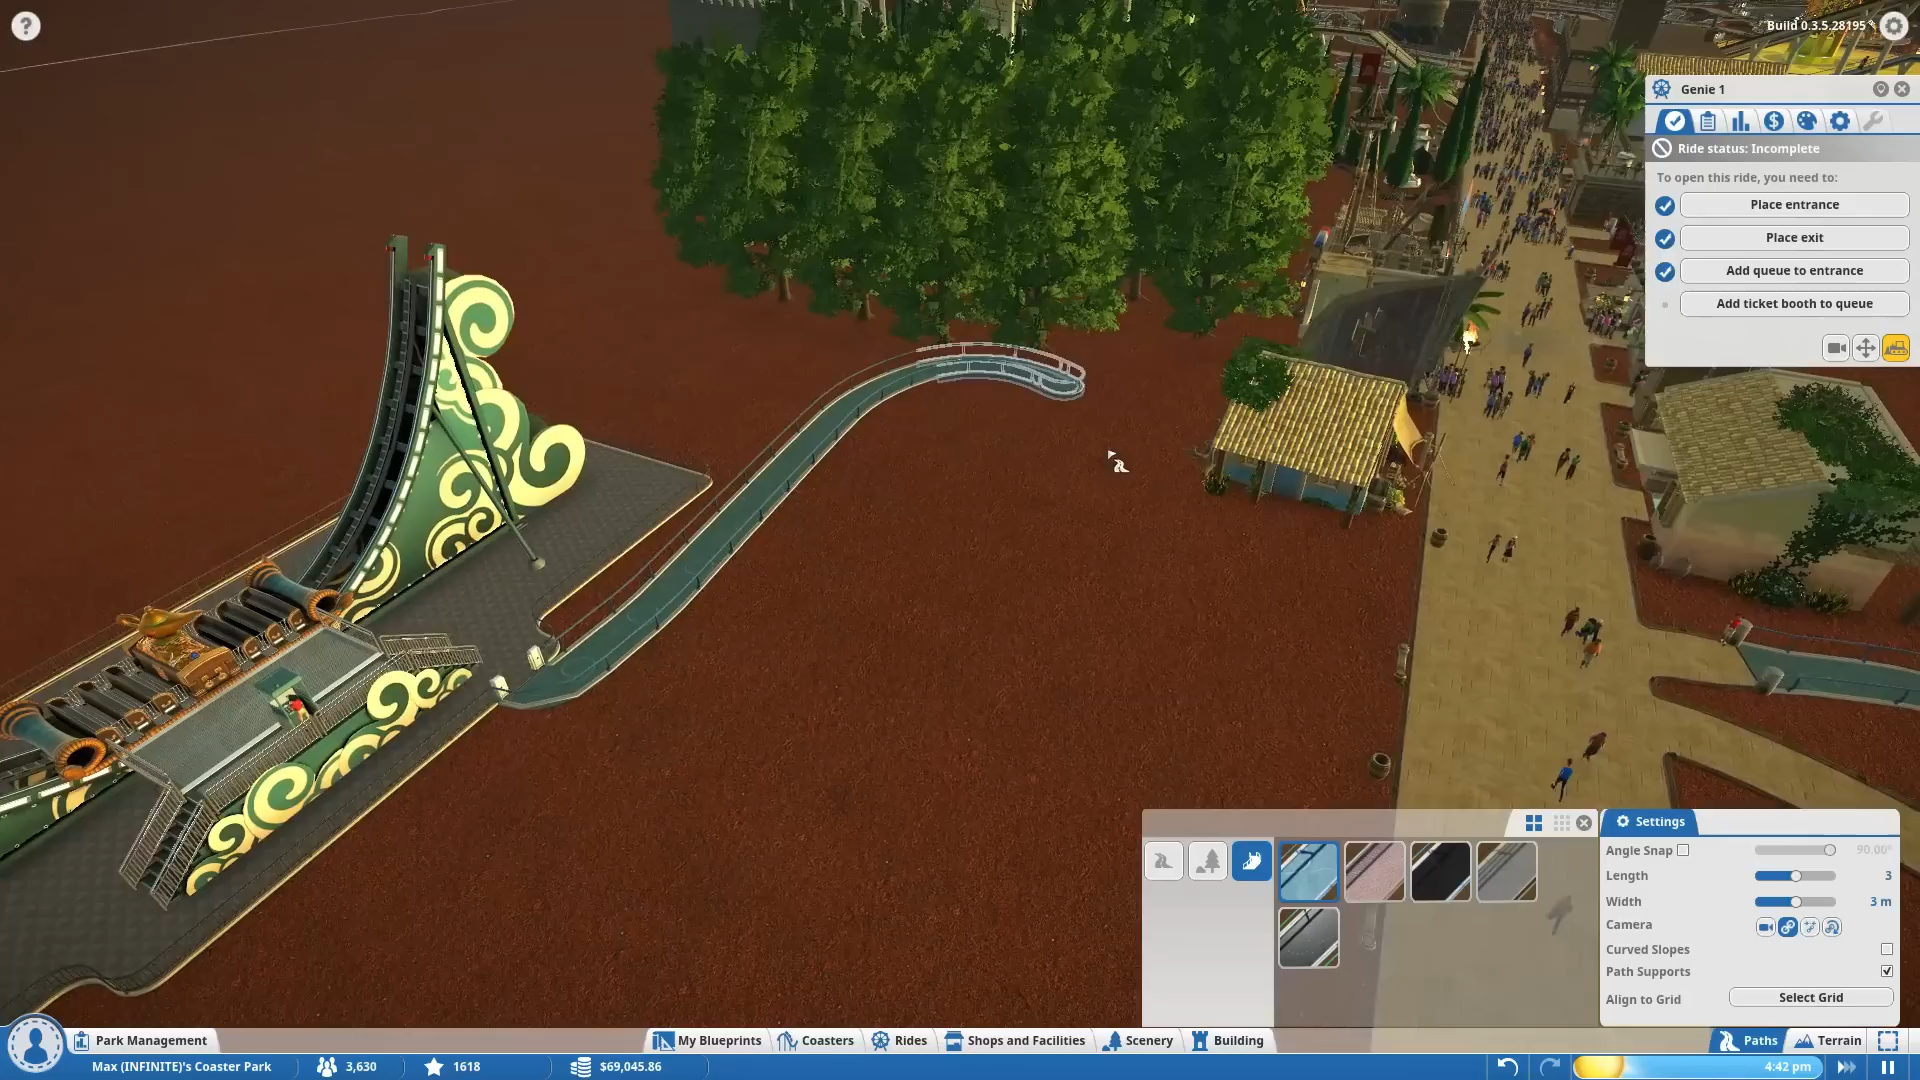 ?
Build 0.3.5.28195
Genie 1
Ride status: Incomplete
To open this ride, you need to:
Place entrance
Place exit
Add queue to entrance
Add ticket booth to queue
Settings
Angle Snap 90.00°
Length 3
Width 3 m
Camera
Curved Slopes
Path Supports
Align to Grid Select Grid
Park Management
My Blueprints Coasters Rides Shops and Facilities Scenery Building
Paths Terrain
Max (INFINITE)'s Coaster Park 3,630 1618 $69,045.86
4:42 pm